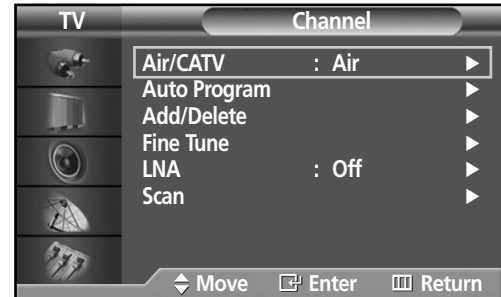 TV Channel
Air/CATV : Air
Auto Program
Add/Delete
Fine Tune
LNA : Off
Scan
Move Enter Return